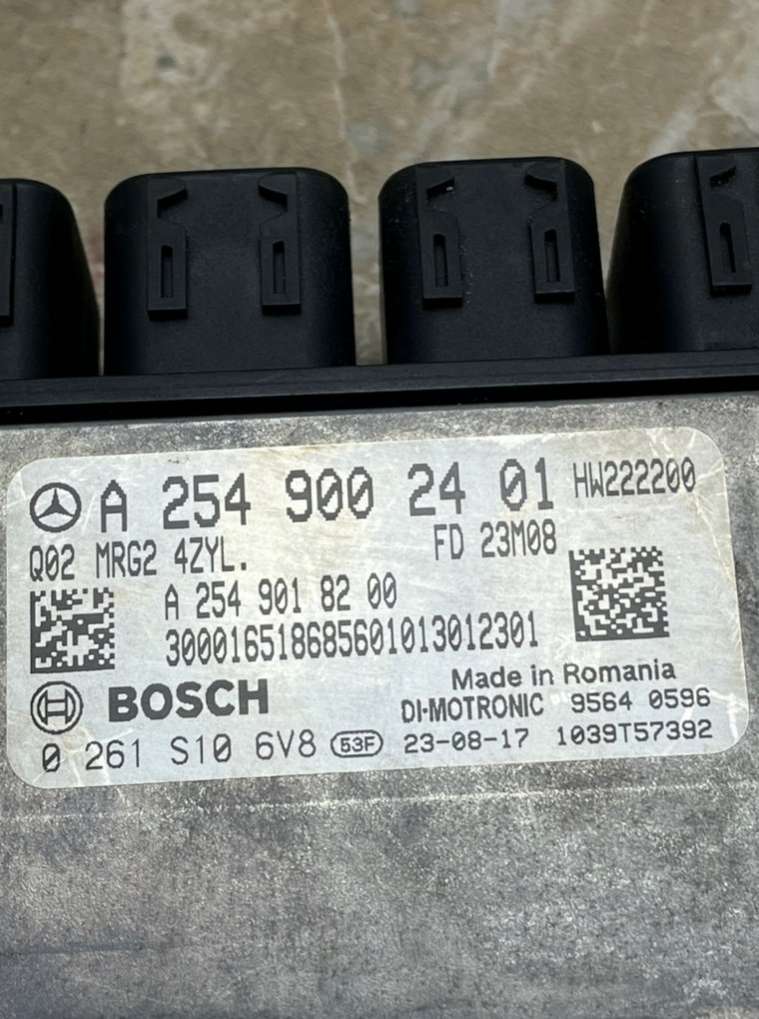 A 254 900 24 01 HW222200
Q02 MRG2 4ZYL. FD 23M08
A 254 901 82 00
300016518685601013012301
BOSCH Made in Romania
DI-MOTRONIC 9564 0596
0 261 S10 6V8 53F 23-08-17 1039T57392